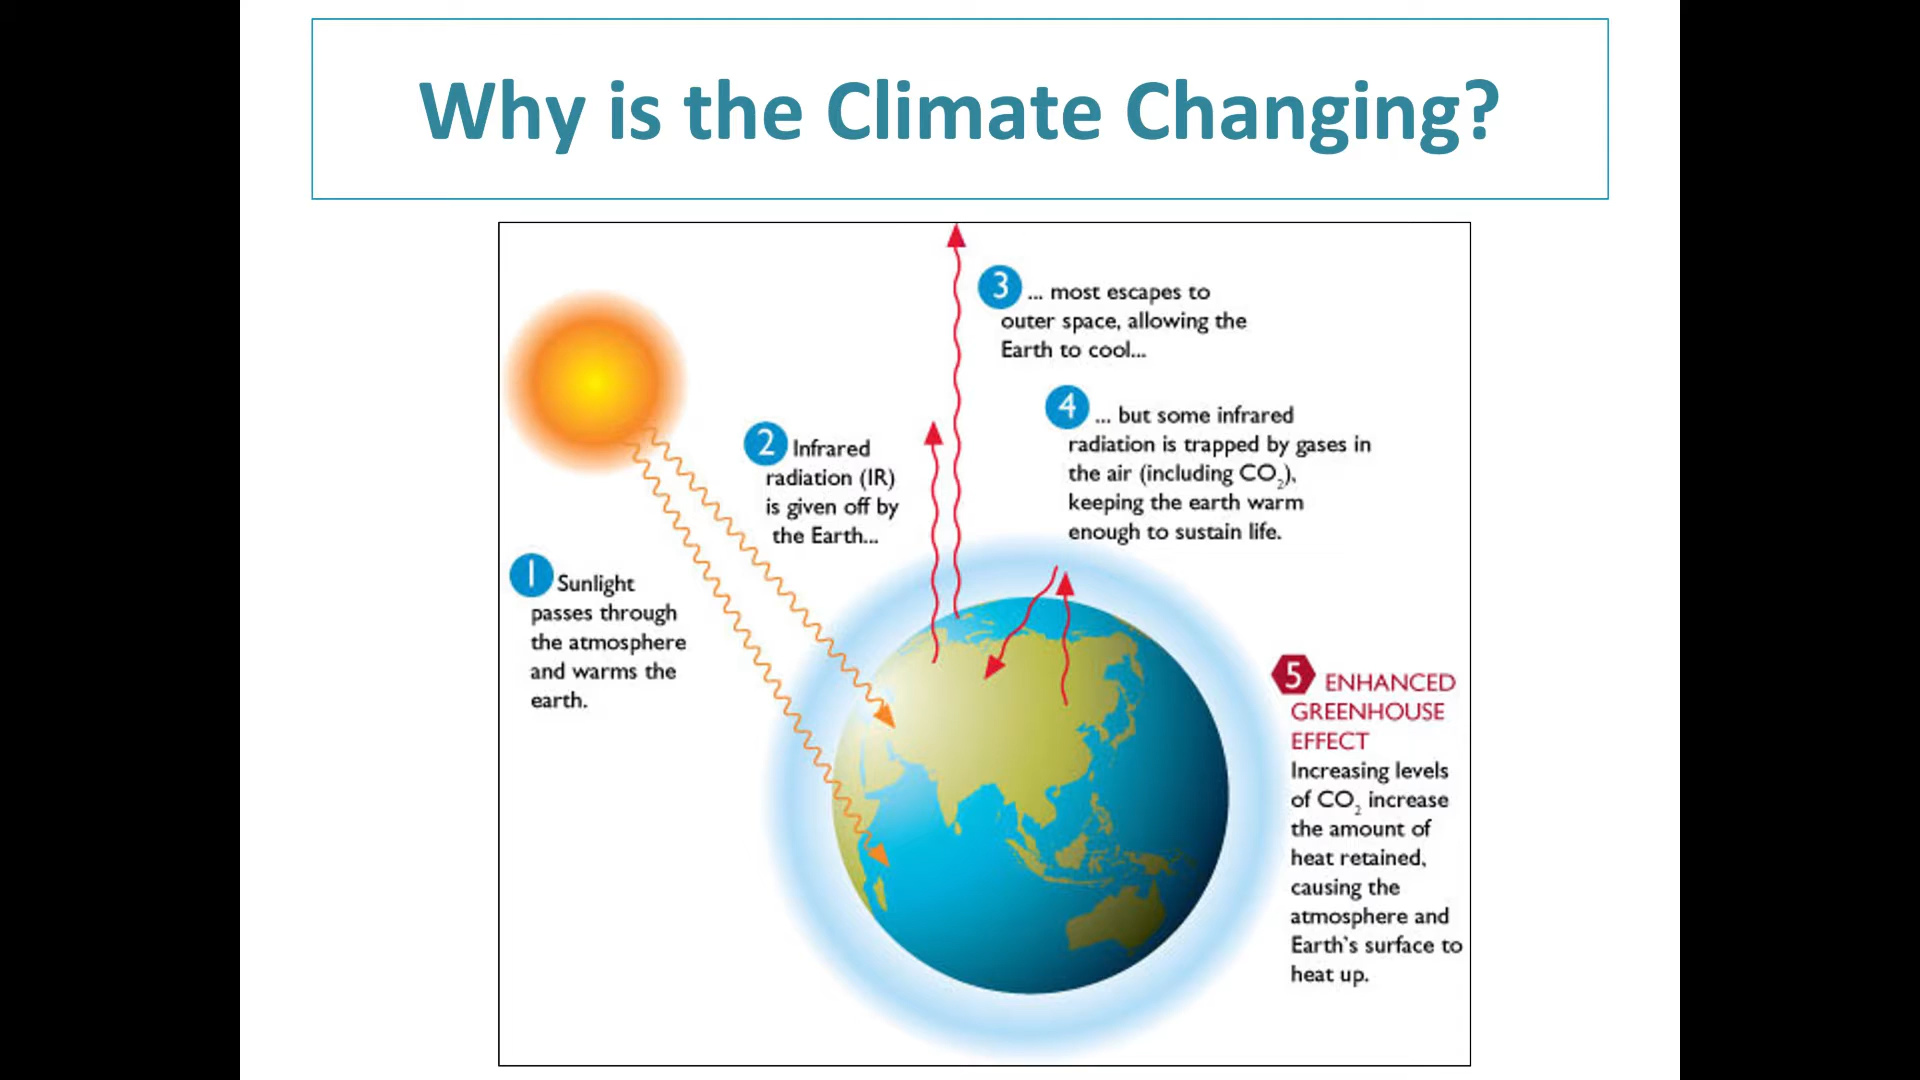 Why is the Climate Changing?
3 ... most escapes to
outer space, allowing the
Earth to cool...
4 ... but some infrared
radiation is trapped by gases in
the air (including CO₂),
keeping the earth warm
enough to sustain life.
2 Infrared
radiation (IR)
is given off by
the Earth...
1 Sunlight
passes through
the atmosphere
and warms the
earth.
5 ENHANCED
GREENHOUSE
EFFECT
Increasing levels
of CO₂ increase
the amount of
heat retained,
causing the
atmosphere and
Earth's surface to
heat up.